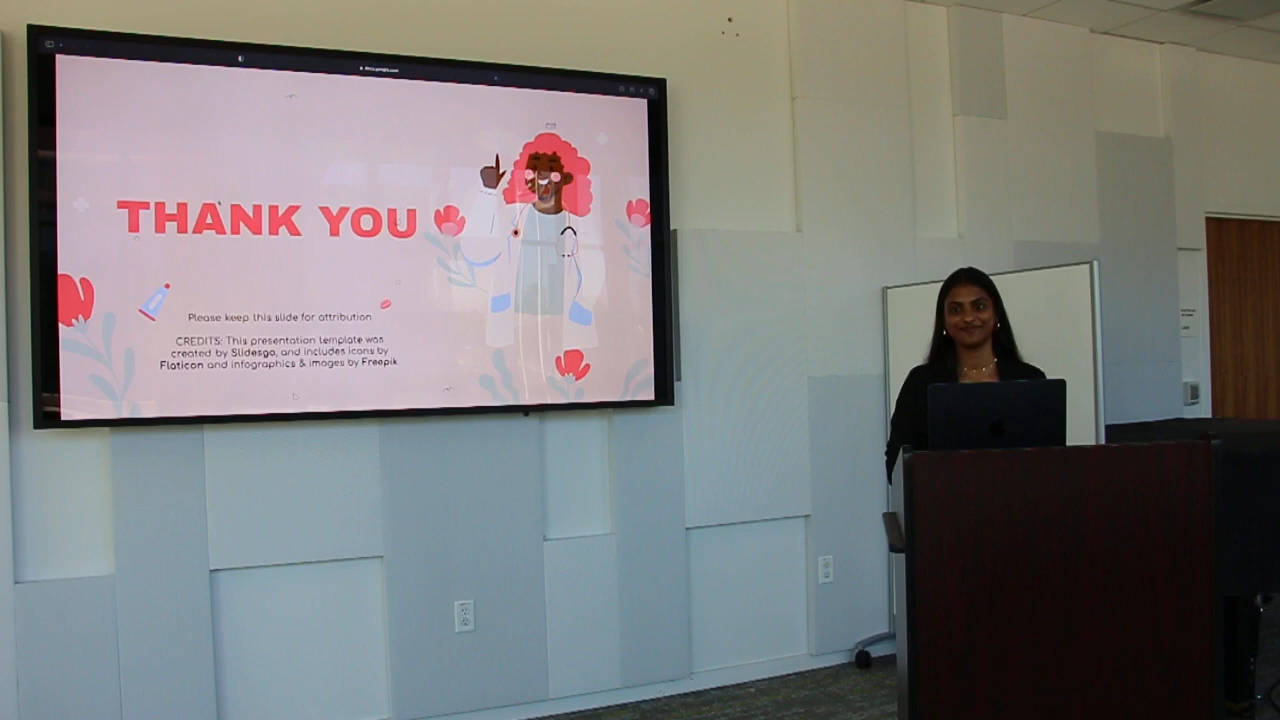 THANK YOU
Please keep this slide for attribution
CREDITS: This presentation template was
created by Slidesgo, and includes icons by
Flaticon and infographics & images by Freepik